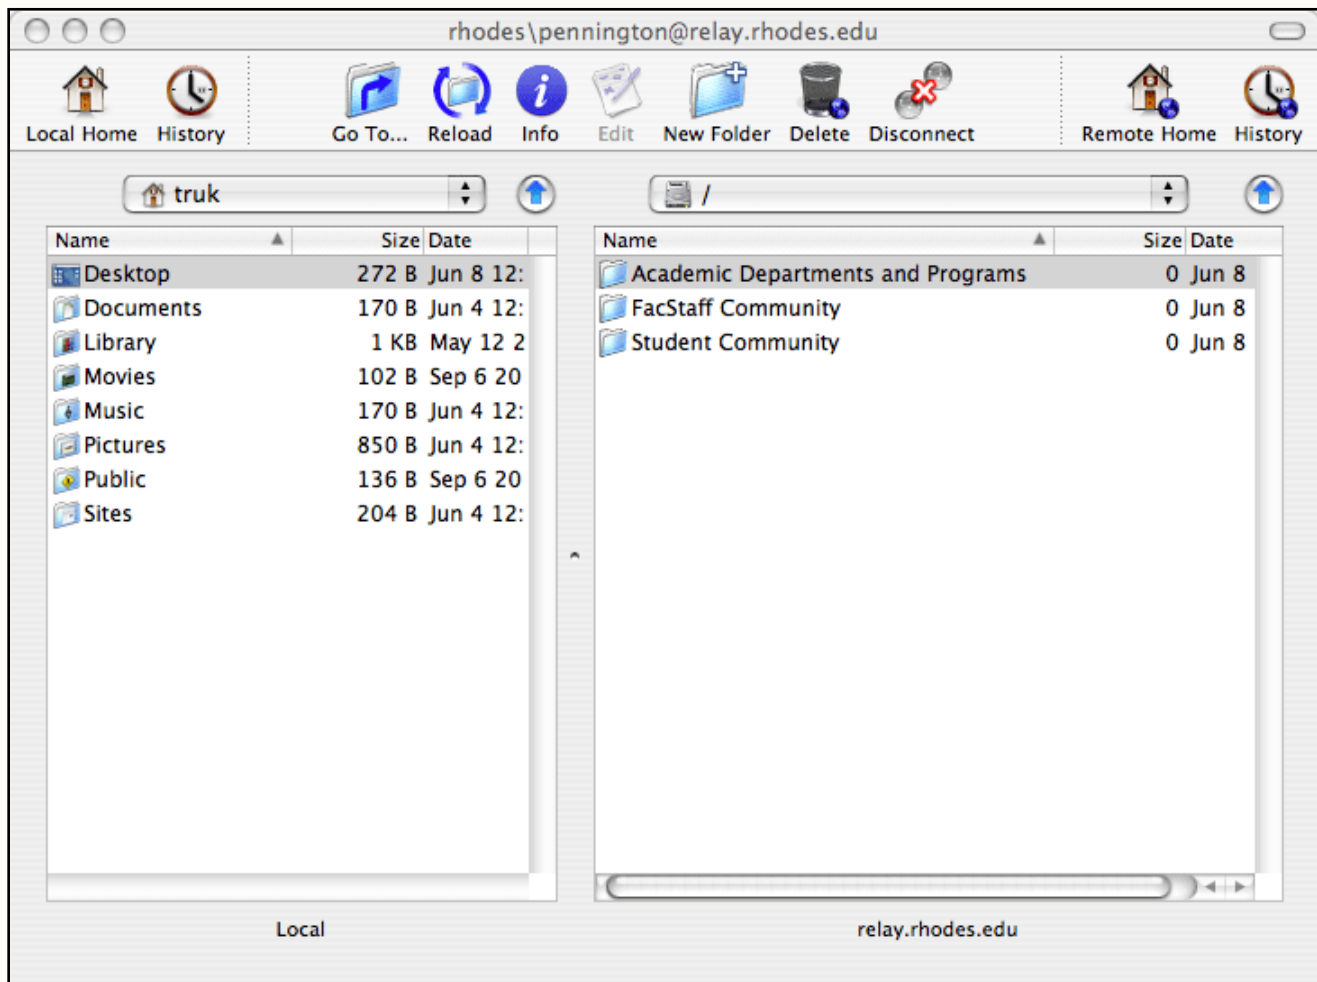 rhodes\pennington@relay.rhodes.edu
Local Home History Go To... Reload Info Edit New Folder Delete Disconnect Remote Home History
truk /
Name Size Date Name Size Date
Desktop 272 B Jun 8 12: Academic Departments and Programs 0 Jun 8
Documents 170 B Jun 4 12: FacStaff Community 0 Jun 8
Library 1 KB May 12 2 Student Community 0 Jun 8
Movies 102 B Sep 6 20
Music 170 B Jun 4 12:
Pictures 850 B Jun 4 12:
Public 136 B Sep 6 20
Sites 204 B Jun 4 12:
Local relay.rhodes.edu